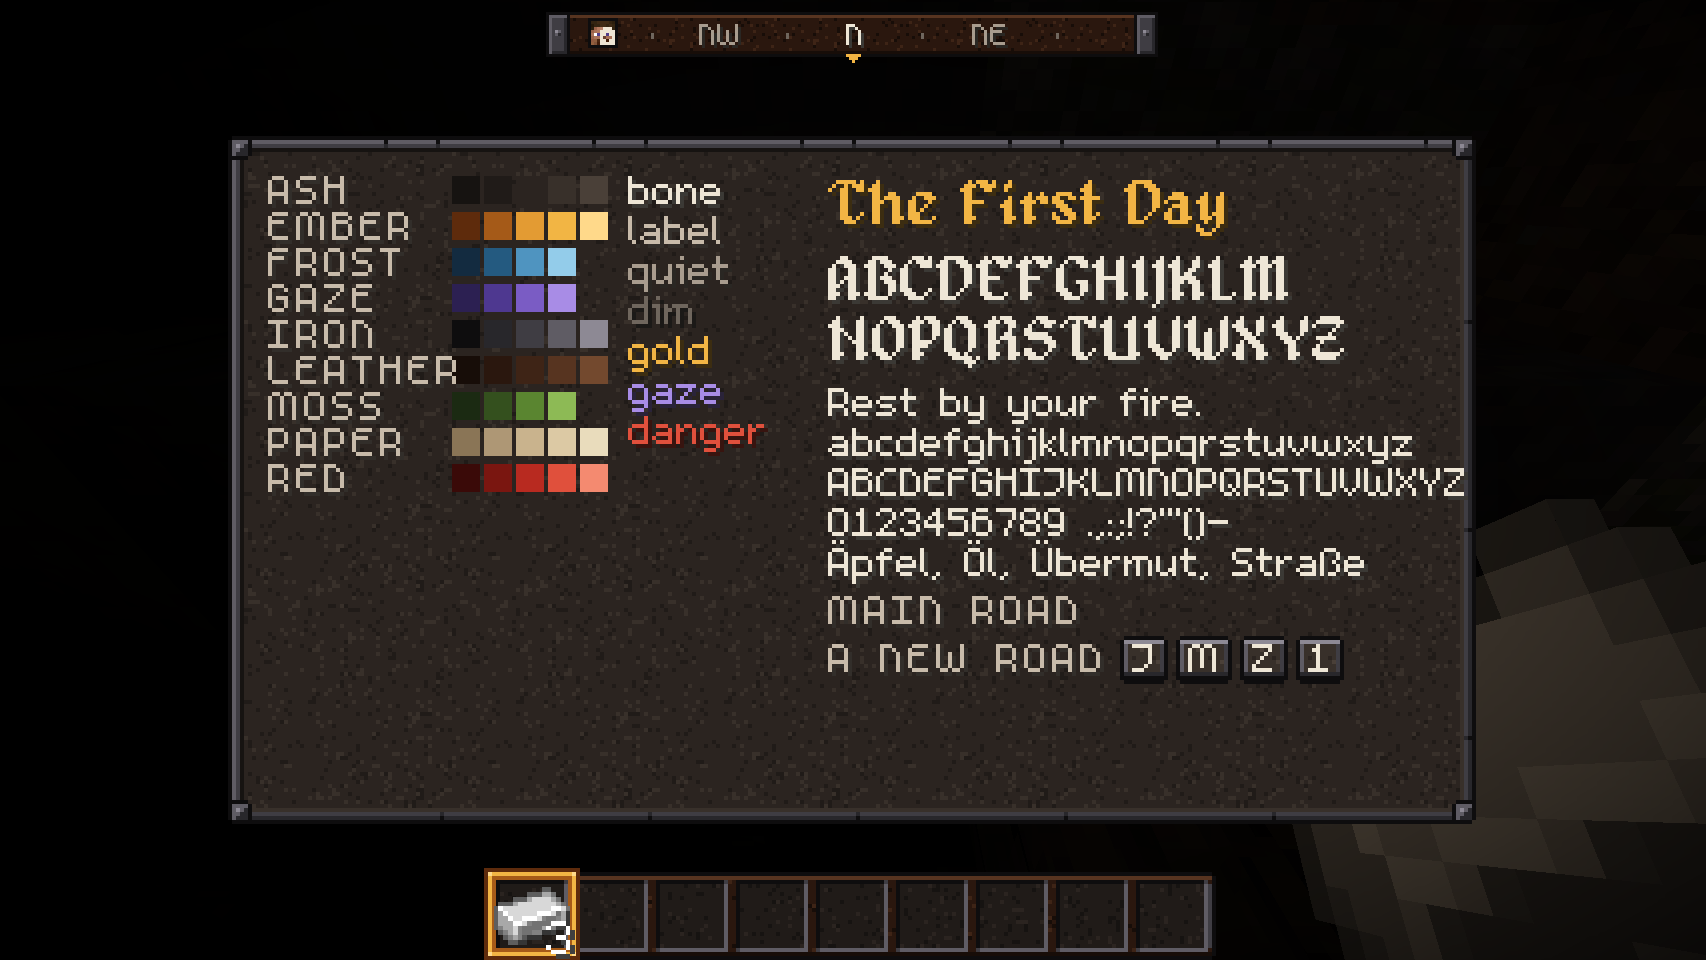 NW N NE
ASH
EMBER
FROST
GAZE
IRON
LEATHER
MOSS
PAPER
RED
bone
label
quiet
dim
gold
gaze
danger
The First Day
ABCDEFGHIJKLM
NOPQRSTUVWXYZ
Rest by your fire.
abcdefghijklmnopqrstuvwxyz
ABCDEFGHIJKLMNOPQRSTUVWXYZ
0123456789 .,:;!?'"()-
Äpfel, Öl, Übermut, Straße
MAIN ROAD
A NEW ROAD J M Z 1
3